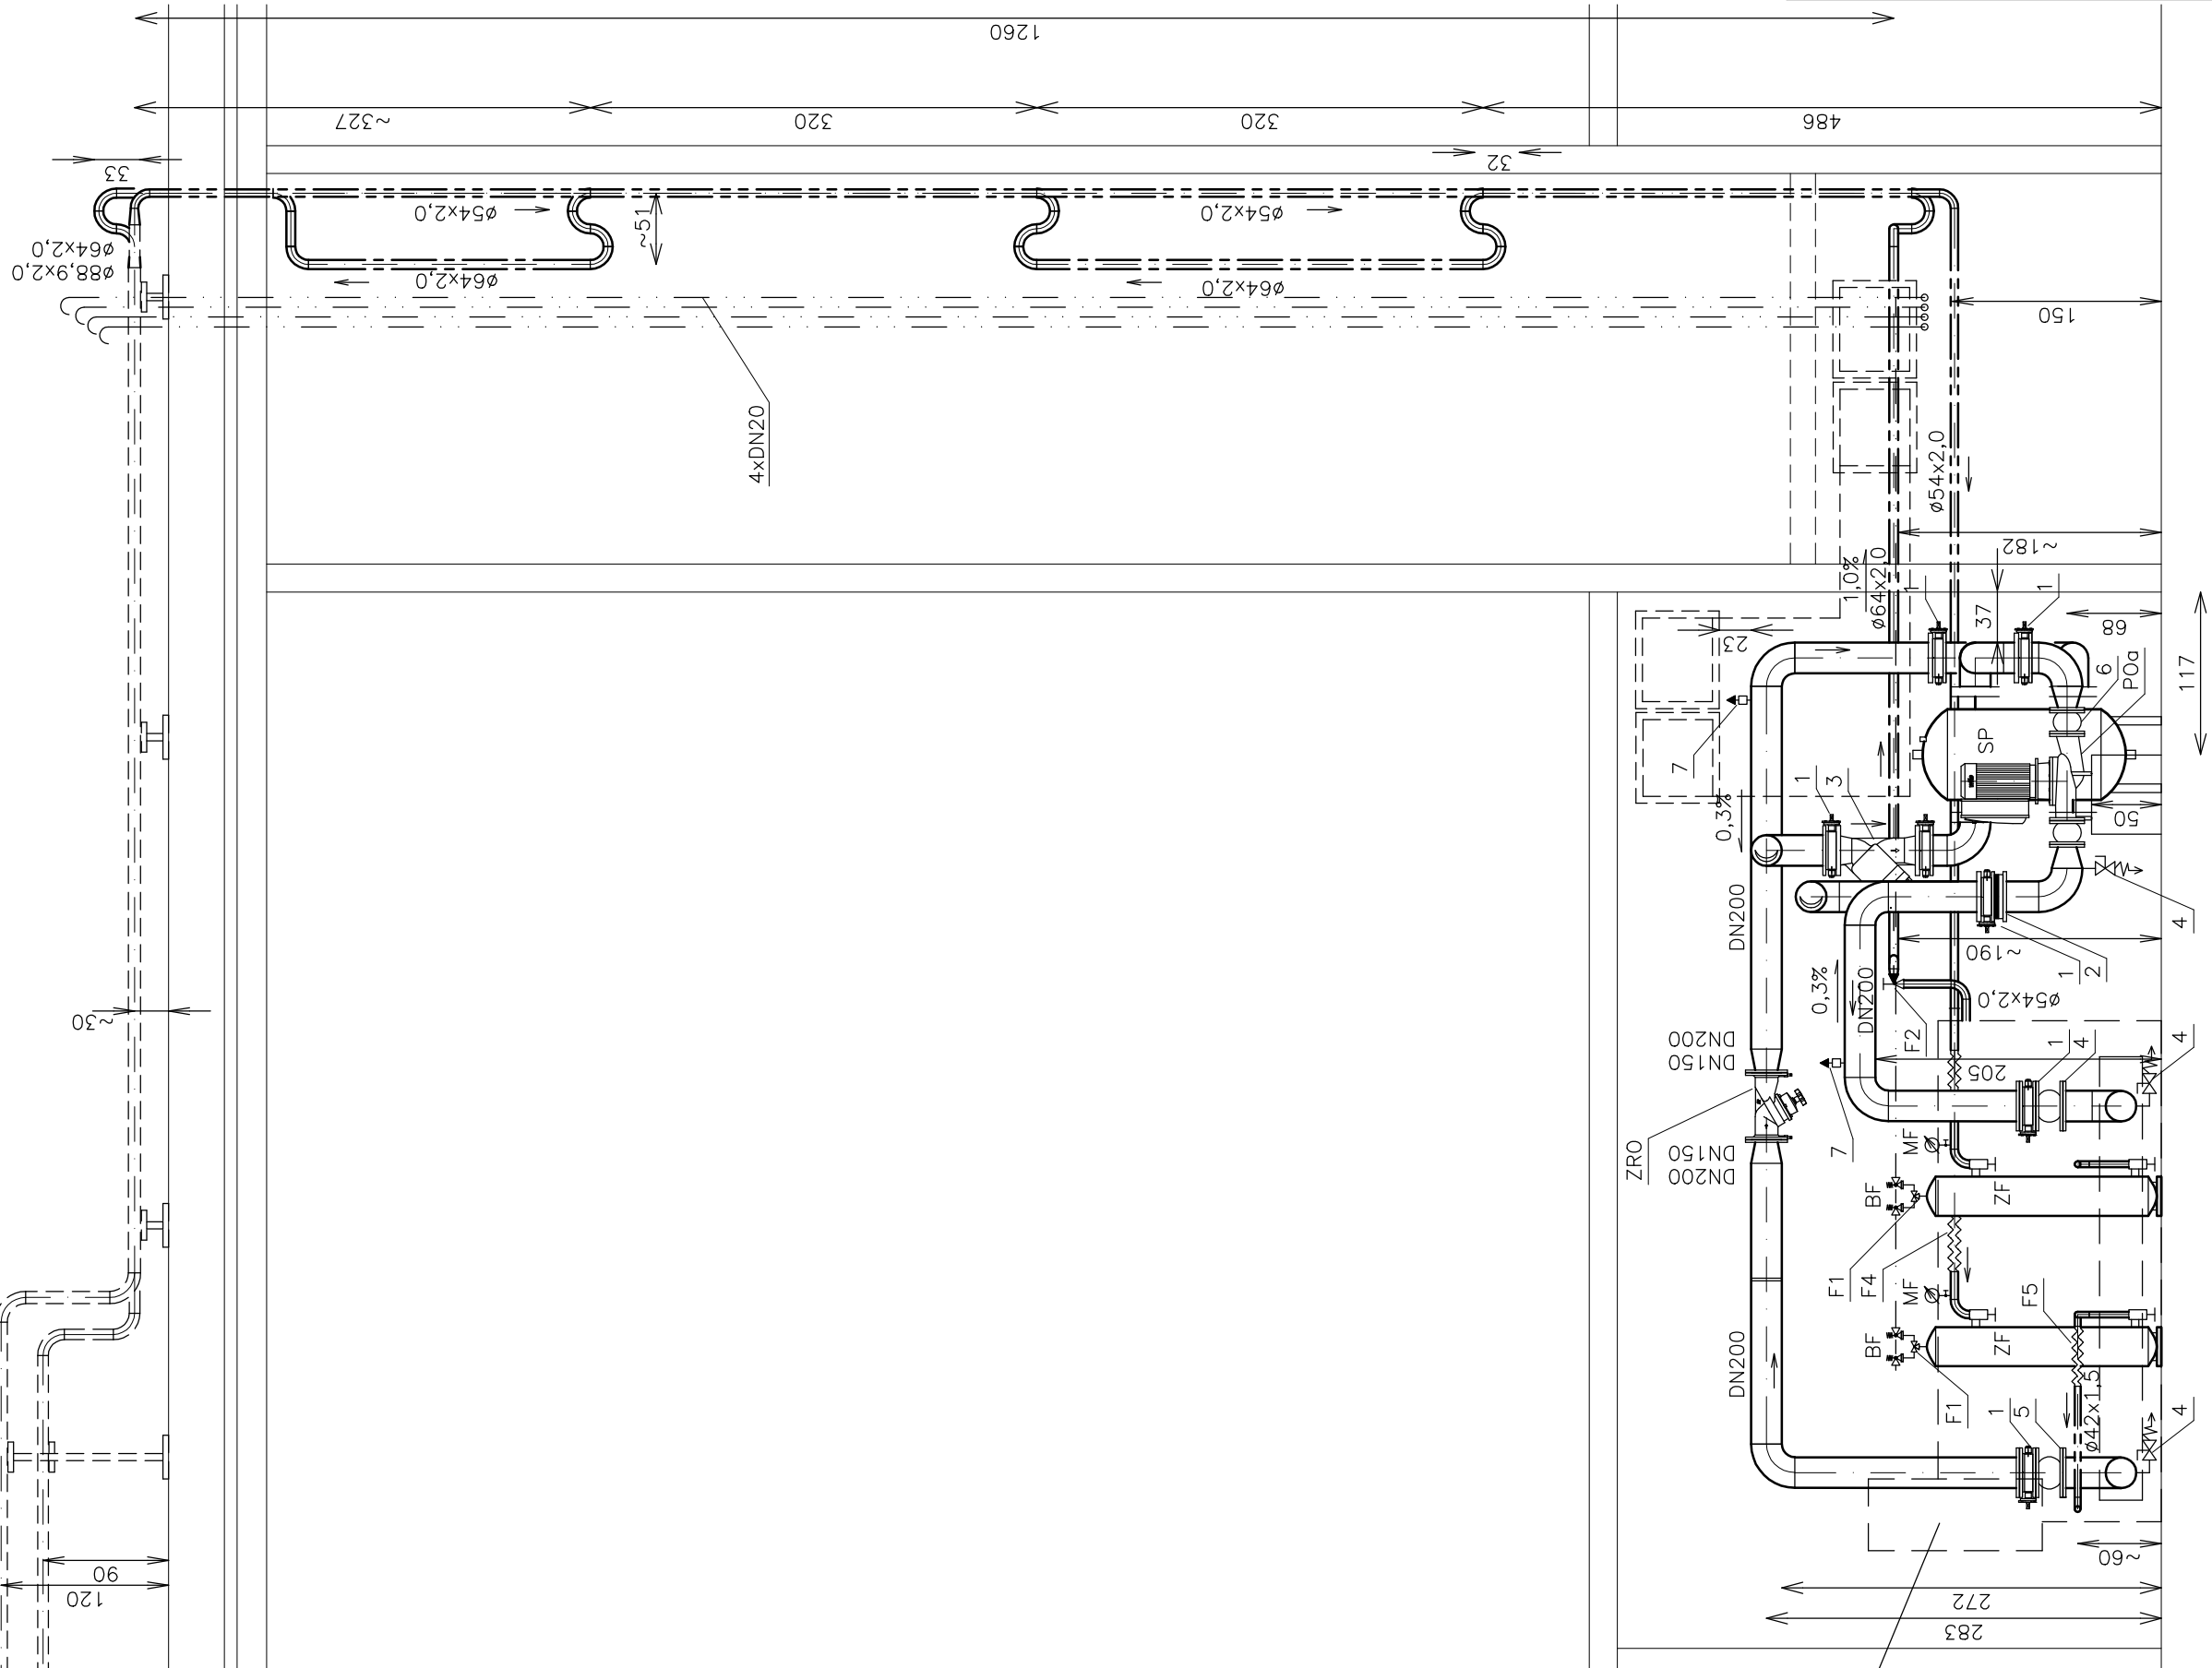 1260
~327
320
320
486
33
32
ø54x2,0
ø54x2,0
~51
ø64x2,0
ø88,9x2,0
ø64x2,0
ø64x2,0
150
4xDN20
ø54x2,0
~182
1,0%
ø64x2,0
1
37
1
68
23
117
6
POa
SP
7
1
3
0,3%
50
DN200
4
~190
1
2
0,3%
DN200
ø54x2,0
~30
F2
DN200
DN150
1
4
4
205
ZRO
DN150
DN200
7
MF
BF
ZF
F1
F4
MF
F5
BF
ZF
DN200
F1
1
5
ø42x1,5
4
90
120
~60
272
283